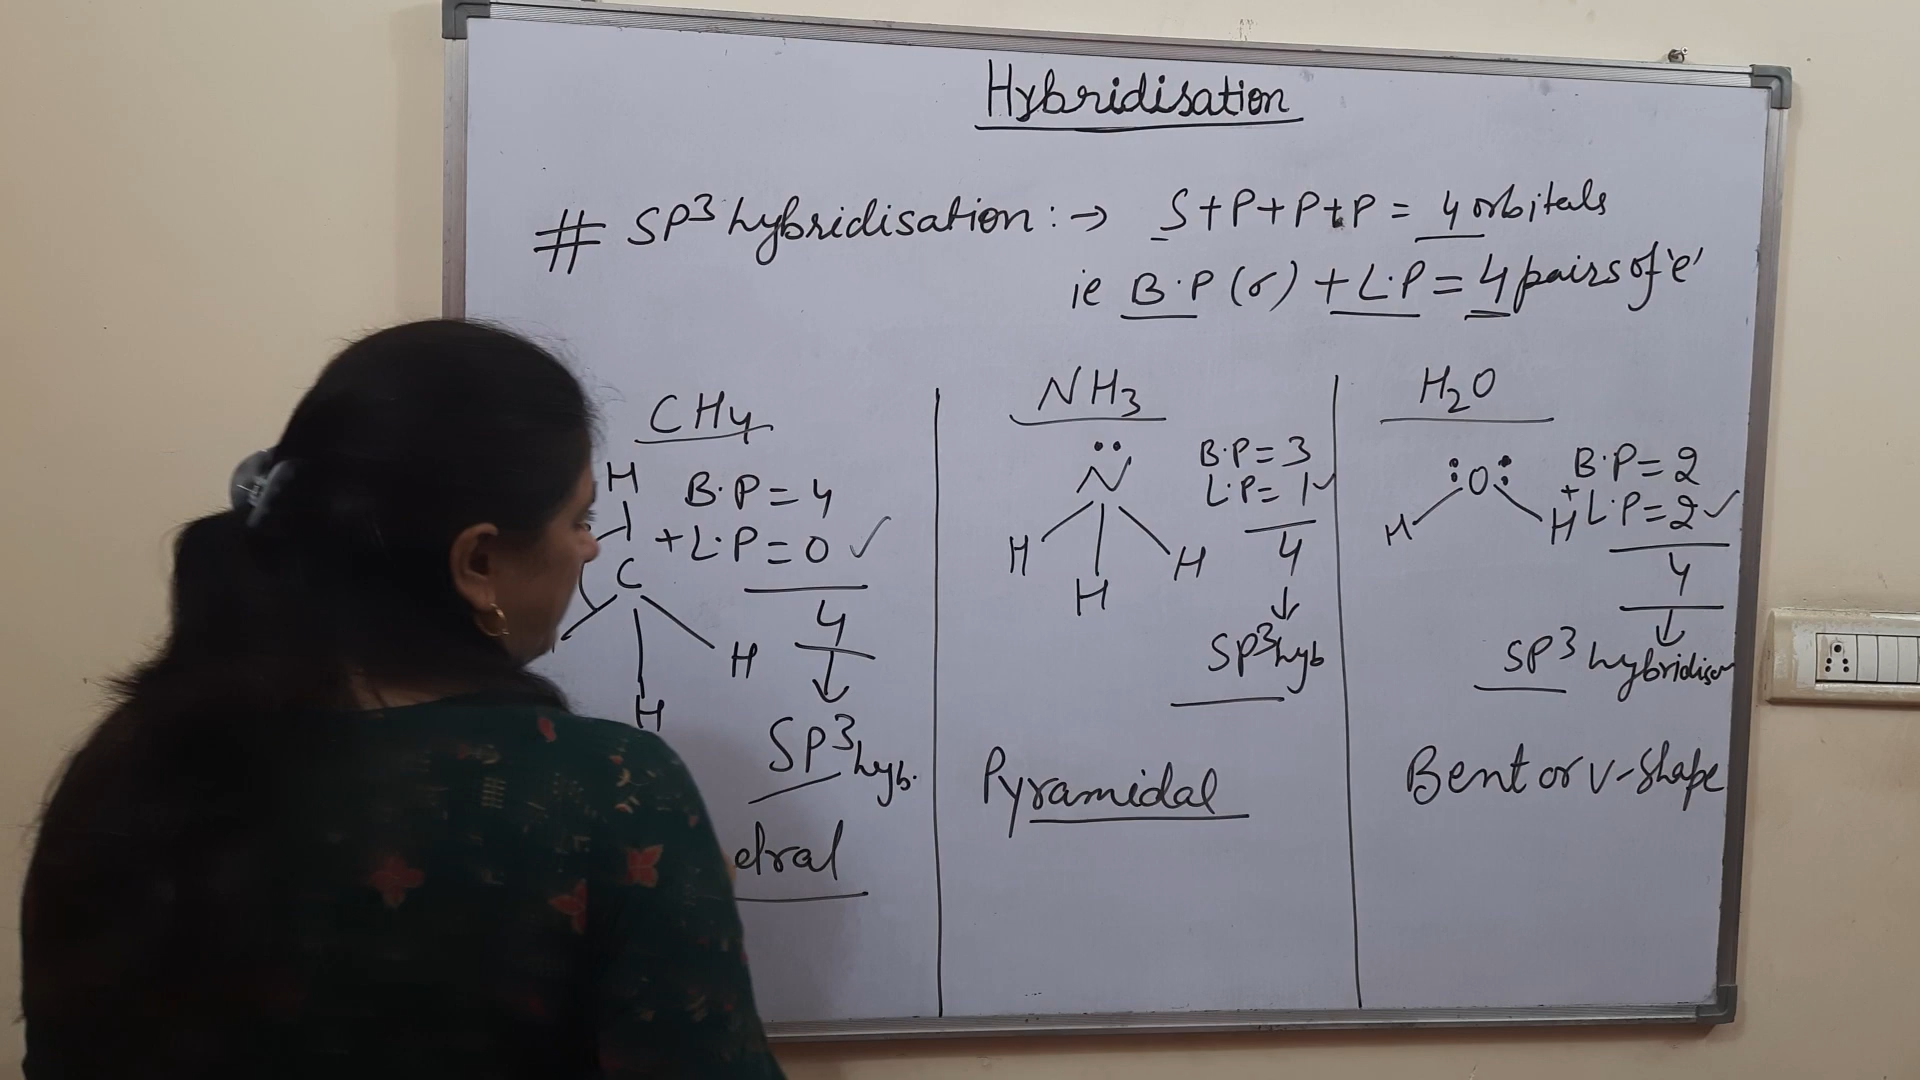 Hybridisation
# SP³ hybridisation :→ S+P+P+P = 4 orbitals
ie B.P (σ) + L.P = 4 pairs of 'e'
CH4
H
B.P = 4
+ L.P = 0 ✓
C
4
H
↓
H
SP³ hyb.
edral
NH3
N
B.P = 3
L.P = 1 ✓
4
H
H
H
↓
SP³ hyb
Pyramidal
H2O
:O:
B.P = 2
+ L.P = 2 ✓
H
H
4
↓
SP³ hybridisa
Bent or V-Shape